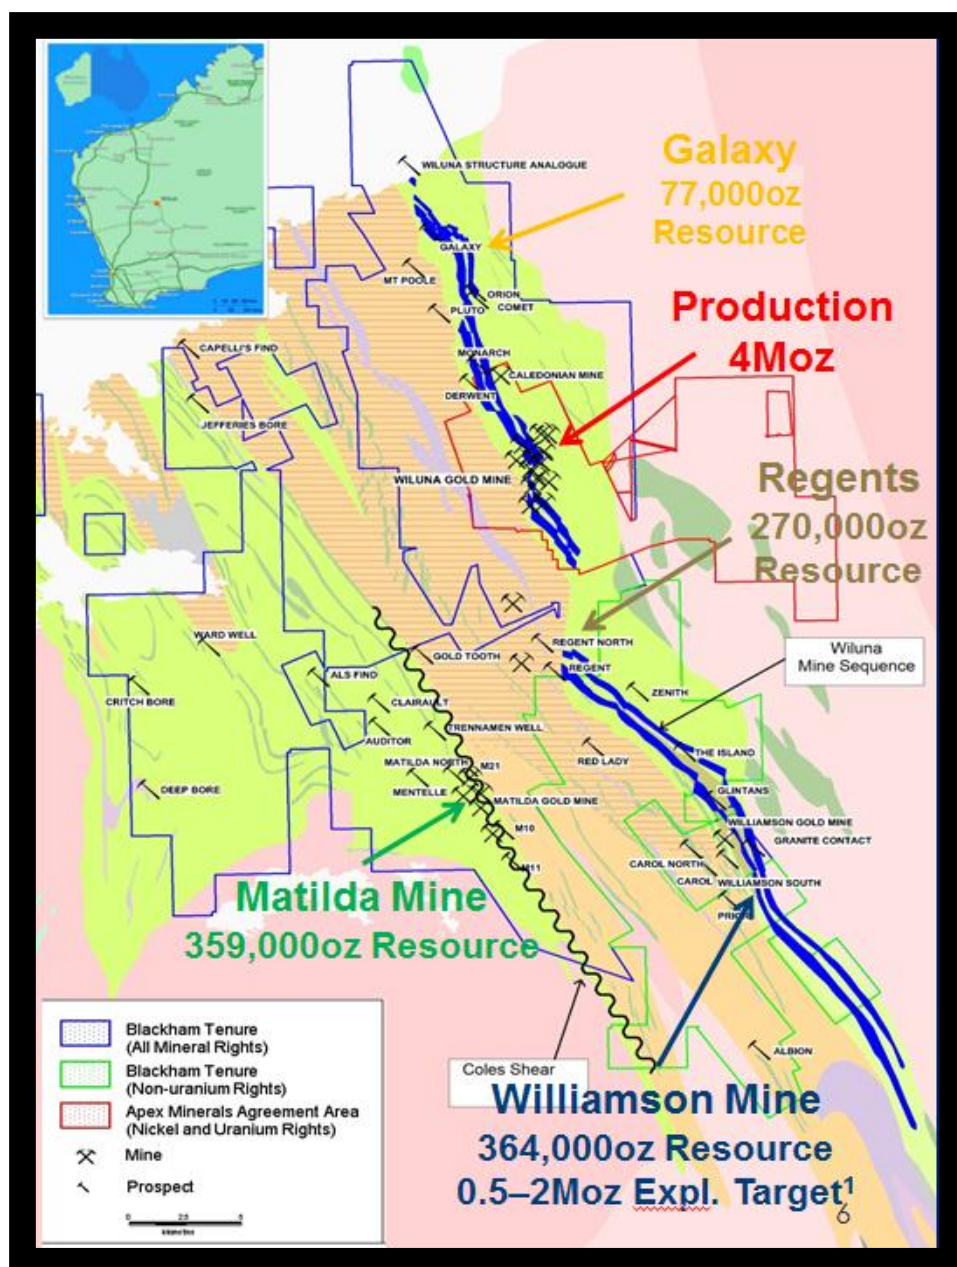 WILUNA STRUCTURE ANALOGUE
Galaxy
77,000oz
Resource
GALAXY
MT POOLE
ORION
COMET
PLUTO
Production
4Moz
CAPELLI'S FIND
MONARCH
CALEDONIAN MINE
DERWENT
JEFFERIES BORE
WILUNA GOLD MINE
Regents
270,000oz
Resource
WARD WELL
REGENT NORTH
Wiluna
Mine Sequence
GOLD TOOTH
REGENT
ALS FIND
ZENITH
CRITCH BORE
CLAIRAULT
TRENNAMEN WELL
AUDITOR
THE ISLAND
RED LADY
MATILDA NORTH
M21
DEEP BORE
MENTELLE
GLINTANS
MATILDA GOLD MINE
WILLIAMSON GOLD MINE
M10
GRANITE CONTACT
CAROL NORTH
M11
CAROL
WILLIAMSON SOUTH
Matilda Mine
359,000oz Resource
PRIOR
Blackham Tenure
(All Mineral Rights)
Blackham Tenure
(Non-uranium Rights)
Apex Minerals Agreement Area
(Nickel and Uranium Rights)
Mine
Prospect
0 2.5 5
kilometres
ALBION
Coles Shear
Williamson Mine
364,000oz Resource
0.5–2Moz Expl. Target¹
6